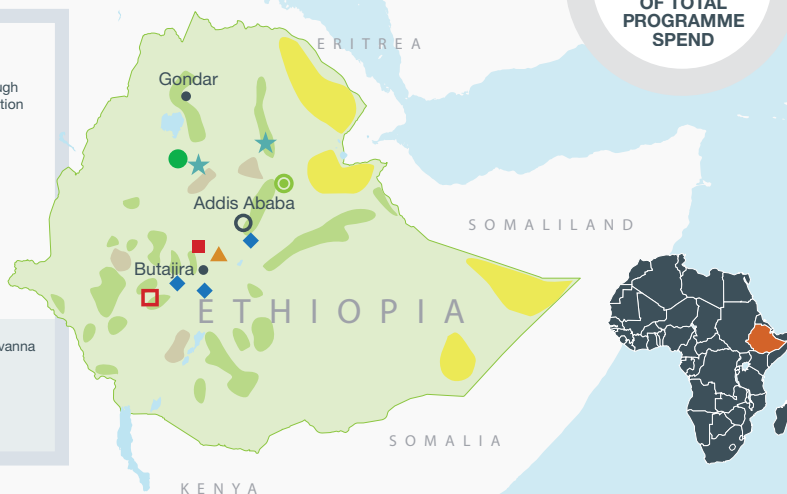 OF TOTAL
PROGRAMME
SPEND
ERITREA
Gondar
Addis Ababa
SOMALILAND
Butajira
ETHIOPIA
SOMALIA
KENYA